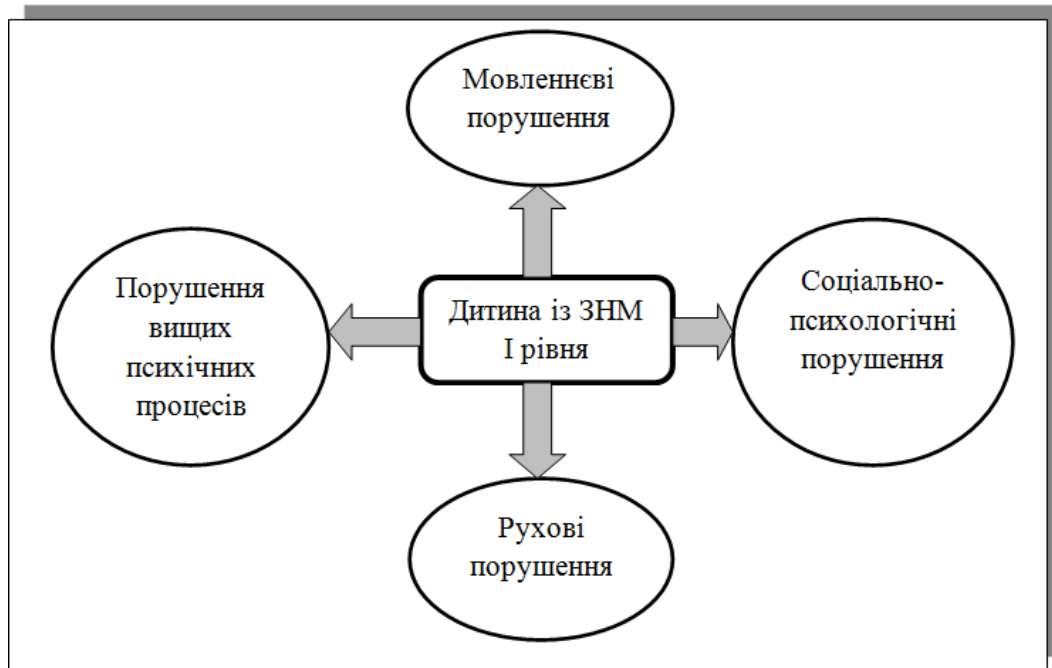 Мовленнєві
порушення
Порушення
вищих
психічних
процесів
Дитина із ЗНМ
І рівня
Соціально-
психологічні
порушення
Рухові
порушення